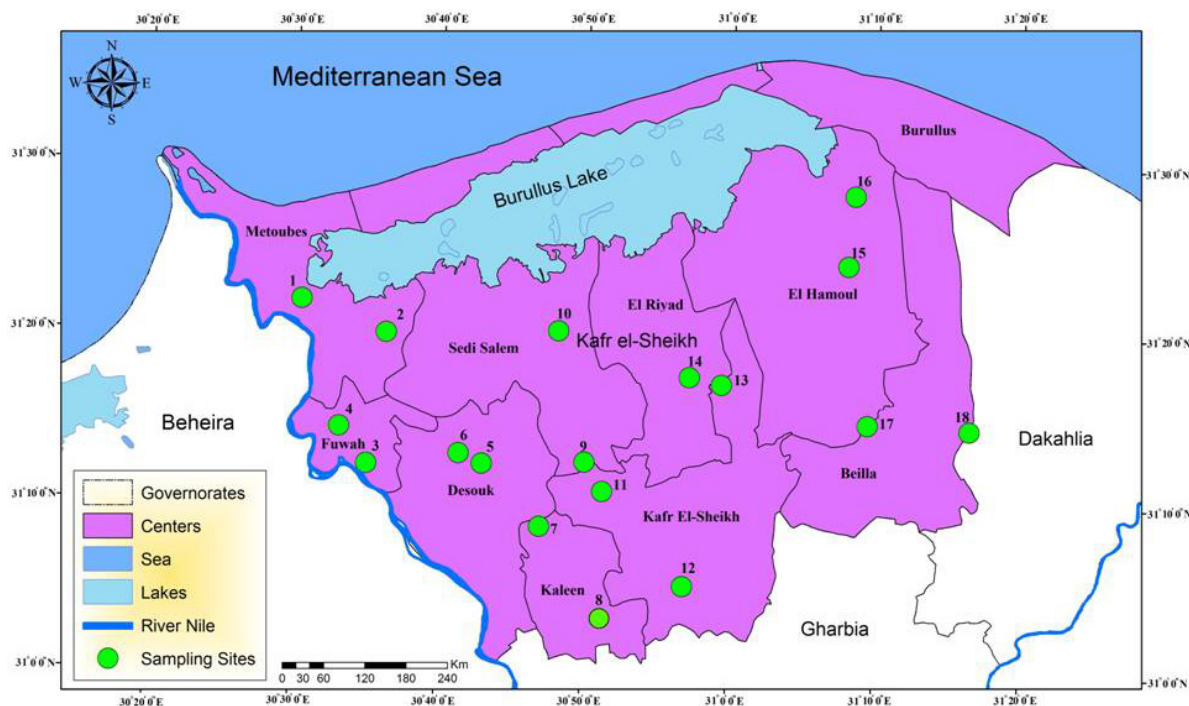 30°20'0"E 30°30'0"E 30°40'0"E 30°50'0"E 31°0'0"E 31°10'0"E 31°20'0"E
N
W E
S
Mediterranean Sea
Burullus
31°30'0"N
31°30'0"N
Burullus Lake
16
Metoubes
15
1
El Hamoul
El Riyad
31°20'0"N
2
10
Kafr el-Sheikh
31°20'0"N
Sedi Salem
14
13
4
Beheira
Fuwah
3
6
5
9
17
18
Dakahlia
Beilla
Desouk
11
31°10'0"N
Kafr El-Sheikh
31°10'0"N
7
12
Kaleen
8
Gharbia
Governorates
Centers
Sea
Lakes
River Nile
Sampling Sites
31°0'0"N
31°0'0"N
Km
0 30 60 120 180 240
30°20'0"E 30°30'0"E 30°40'0"E 30°50'0"E 31°0'0"E 31°10'0"E 31°20'0"E